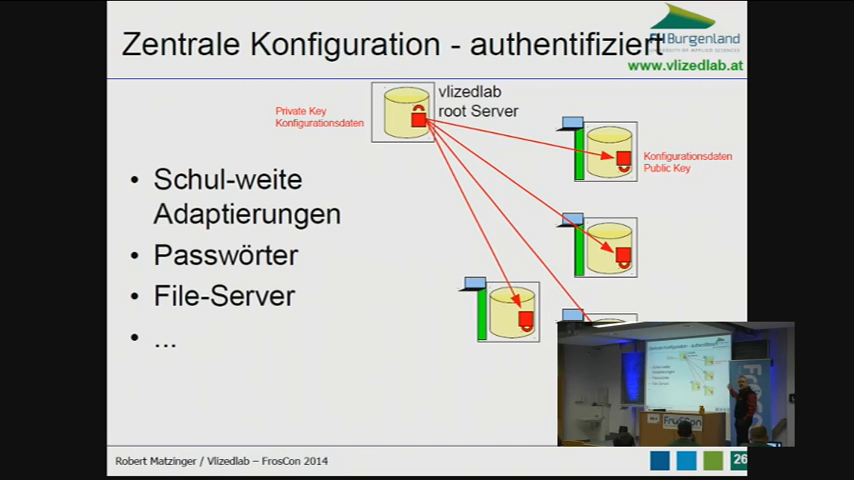 Zentrale Konfiguration - authentifiziert
FH Burgenland
UNIVERSITY OF APPLIED SCIENCES
www.vlizedlab.at
vlizedlab
root Server
Private Key
Konfigurationsdaten
Konfigurationsdaten
Public Key
• Schul-weite
Adaptierungen
• Passwörter
• File-Server
• ...
FrosCon
Robert Matzinger / Vlizedlab – FrosCon 2014
26